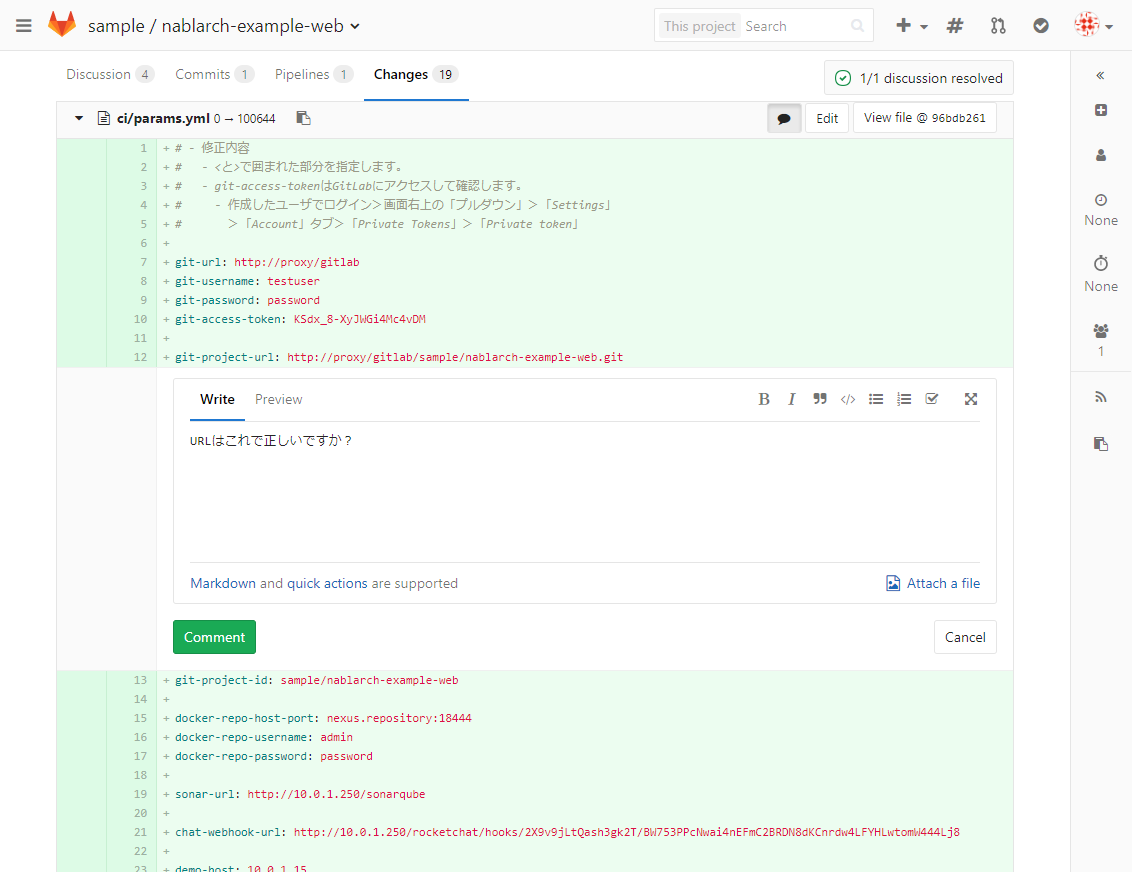 sample / nablarch-example-web
This project Search
Discussion 4 Commits 1 Pipelines 1 Changes 19
1/1 discussion resolved
ci/params.yml 0 → 100644
Edit
View file @ 96bdb261
1 + # - 修正内容
2 + #   - <と>で囲まれた部分を指定します。
3 + #   - git-access-tokenはGitLabにアクセスして確認します。
4 + #     - 作成したユーザでログイン＞画面右上の「プルダウン」＞「Settings」
5 + #       ＞「Account」タブ＞「Private Tokens」＞「Private token」
6 +
7 + git-url: http://proxy/gitlab
8 + git-username: testuser
9 + git-password: password
10 + git-access-token: KSdx_8-XyJWGi4Mc4vDM
11 +
12 + git-project-url: http://proxy/gitlab/sample/nablarch-example-web.git
Write Preview
URLはこれで正しいですか？
Markdown and quick actions are supported
Attach a file
Comment
Cancel
13 + git-project-id: sample/nablarch-example-web
14 +
15 + docker-repo-host-port: nexus.repository:18444
16 + docker-repo-username: admin
17 + docker-repo-password: password
18 +
19 + sonar-url: http://10.0.1.250/sonarqube
20 +
21 + chat-webhook-url: http://10.0.1.250/rocketchat/hooks/2X9v9jLtQash3gk2T/BW753PPcNwai4nEFmC2BRDN8dKCnrdw4LFYHLwtomW444Lj8
22 +
23 + demo-host: 10.0.1.15
None
None
1